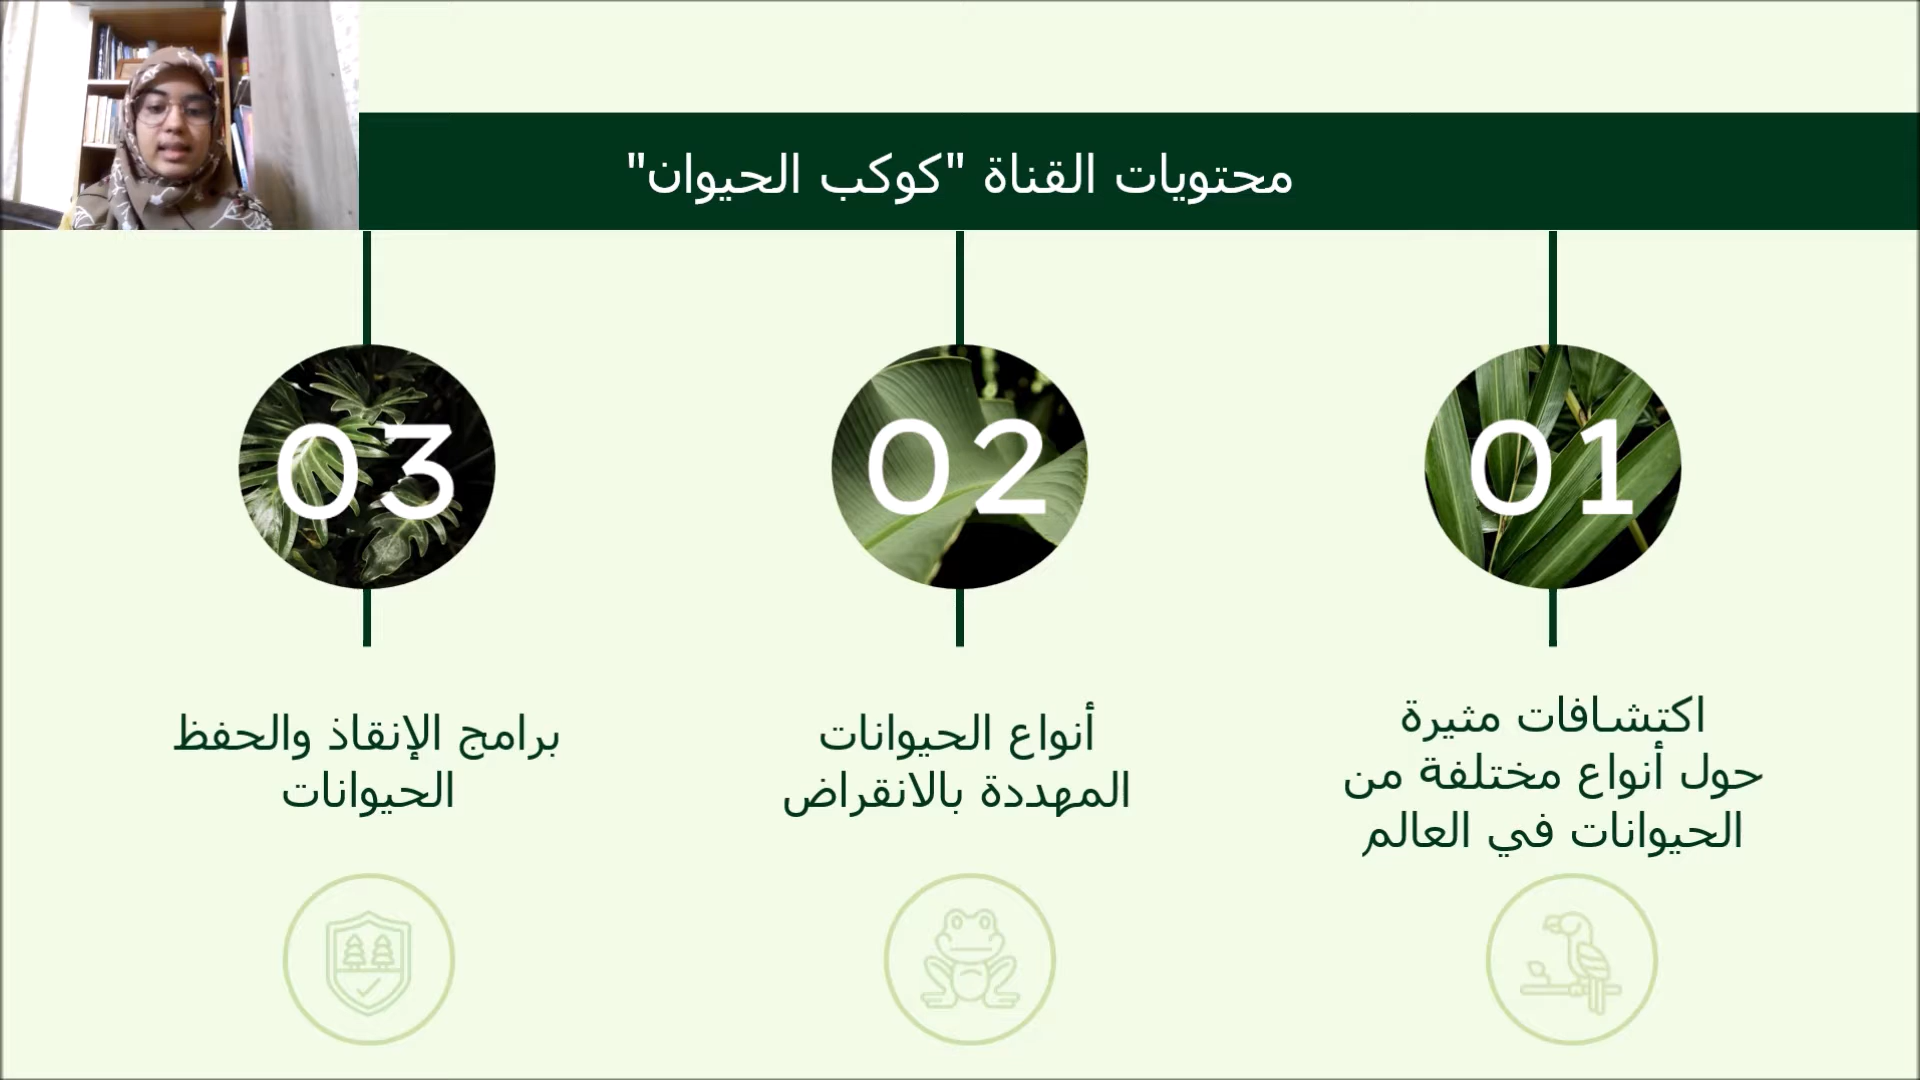 محتويات القناة "كوكب الحيوان"
01
اكتشافات مثيرة
حول أنواع مختلفة من
الحيوانات في العالم
02
أنواع الحيوانات
المهددة بالانقراض
03
برامج الإنقاذ والحفظ
الحيوانات